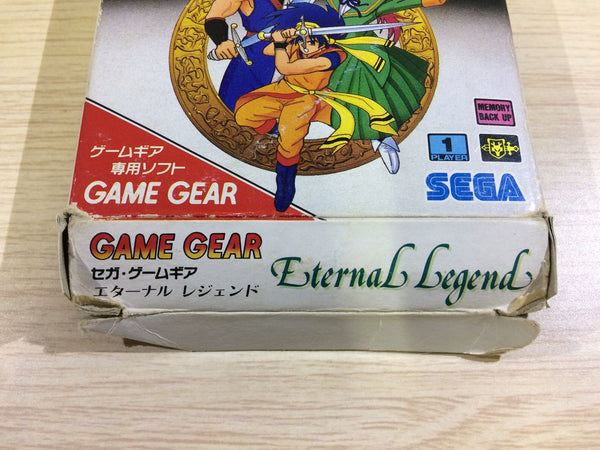 MEMORY
BACK UP
1
PLAYER
SEGA
ゲームギア
専用ソフト
GAME GEAR
GAME GEAR
セガ・ゲームギア
エターナル レジェンド
Eternal Legend